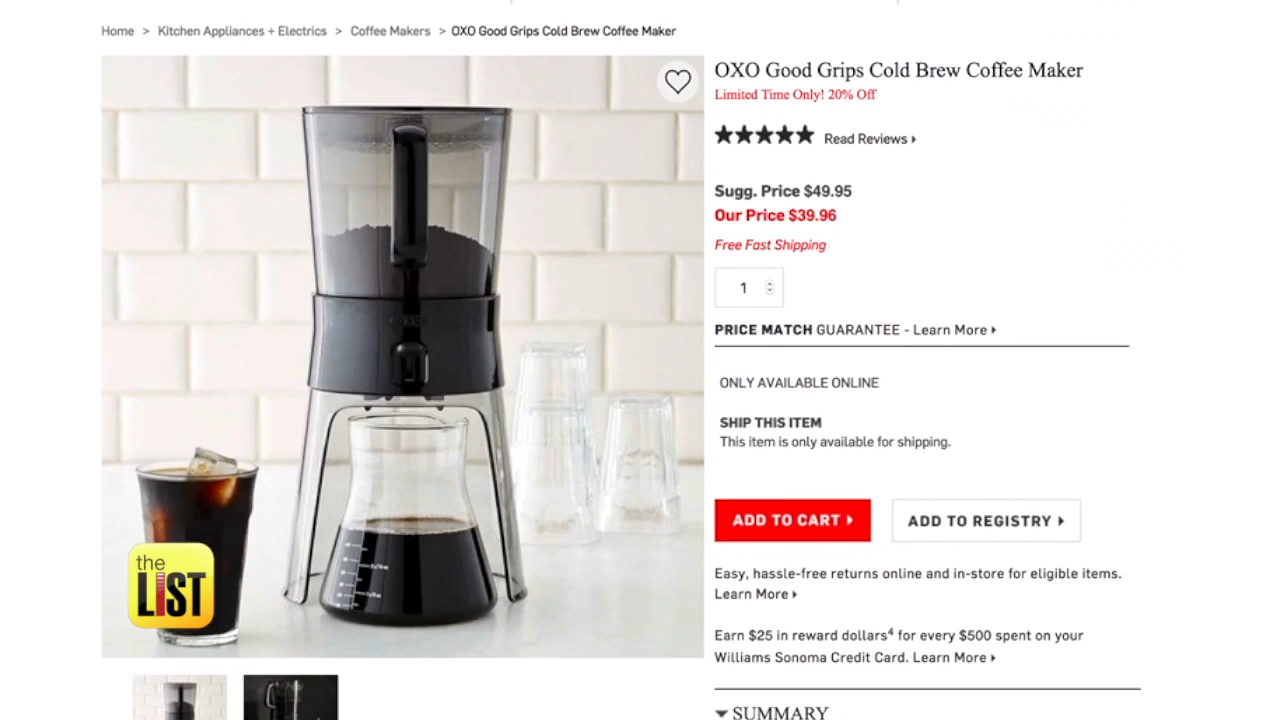 Home > Kitchen Appliances + Electrics > Coffee Makers > OXO Good Grips Cold Brew Coffee Maker
OXO Good Grips Cold Brew Coffee Maker
Limited Time Only! 20% Off
Read Reviews
Sugg. Price $49.95
Our Price $39.96
Free Fast Shipping
1
PRICE MATCH GUARANTEE - Learn More
ONLY AVAILABLE ONLINE
SHIP THIS ITEM
This item is only available for shipping.
ADD TO CART
ADD TO REGISTRY
Easy, hassle-free returns online and in-store for eligible items.
Learn More
Earn $25 in reward dollars4 for every $500 spent on your
Williams Sonoma Credit Card. Learn More
SUMMARY
OXO
the
LIST